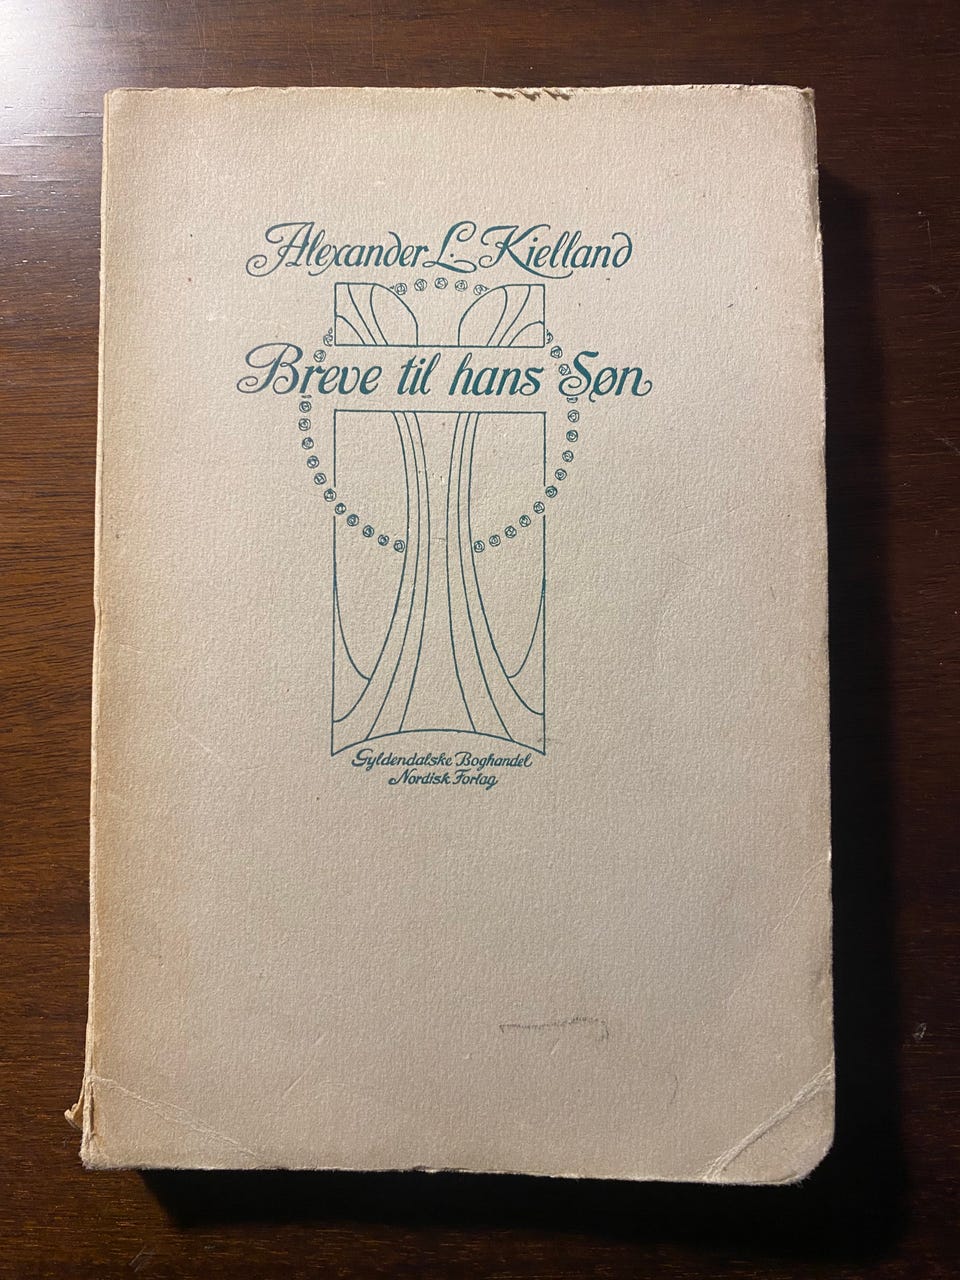 Alexander L. Kielland
Breve til hans Søn
Gyldendalske Boghandel
Nordisk Forlag